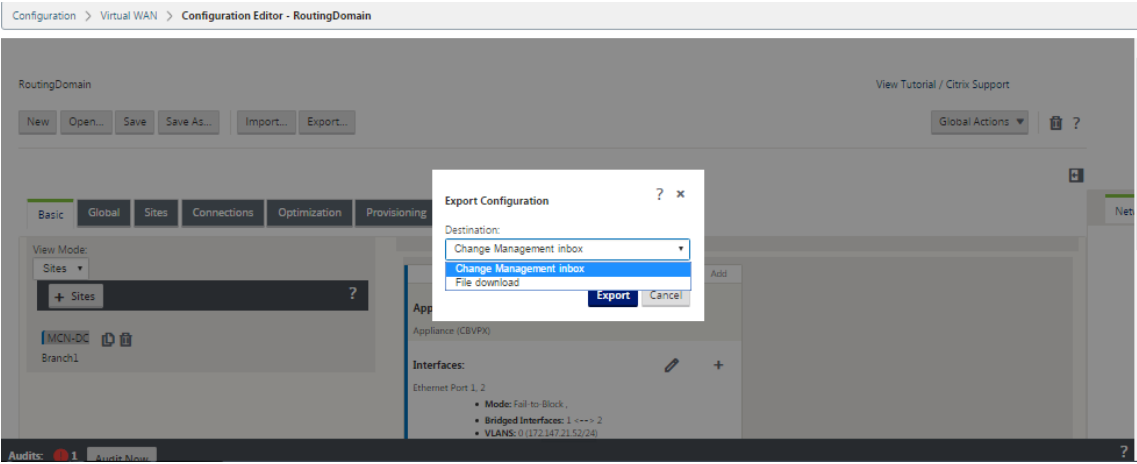 Configuration > Virtual WAN > Configuration Editor - RoutingDomain
RoutingDomain
View Tutorial / Citrix Support
New Open... Save Save As... Import... Export...
Global Actions ▼ ?
Basic Global Sites Connections Optimization Provisioning
View Mode:
Sites ▼
+ Sites ?
MCN-DC
Branch1
Export Configuration ? ×
Destination:
Change Management inbox ▼
Change Management inbox
File download
Export Cancel
Add
Appliance (CBVPX)
Interfaces: +
Ethernet Port 1, 2
• Mode: Fail-to-Block ,
• Bridged Interfaces: 1 <--> 2
• VLANS: 0 (172.147.21.52/24)
Audits: 1 Audit Now ?